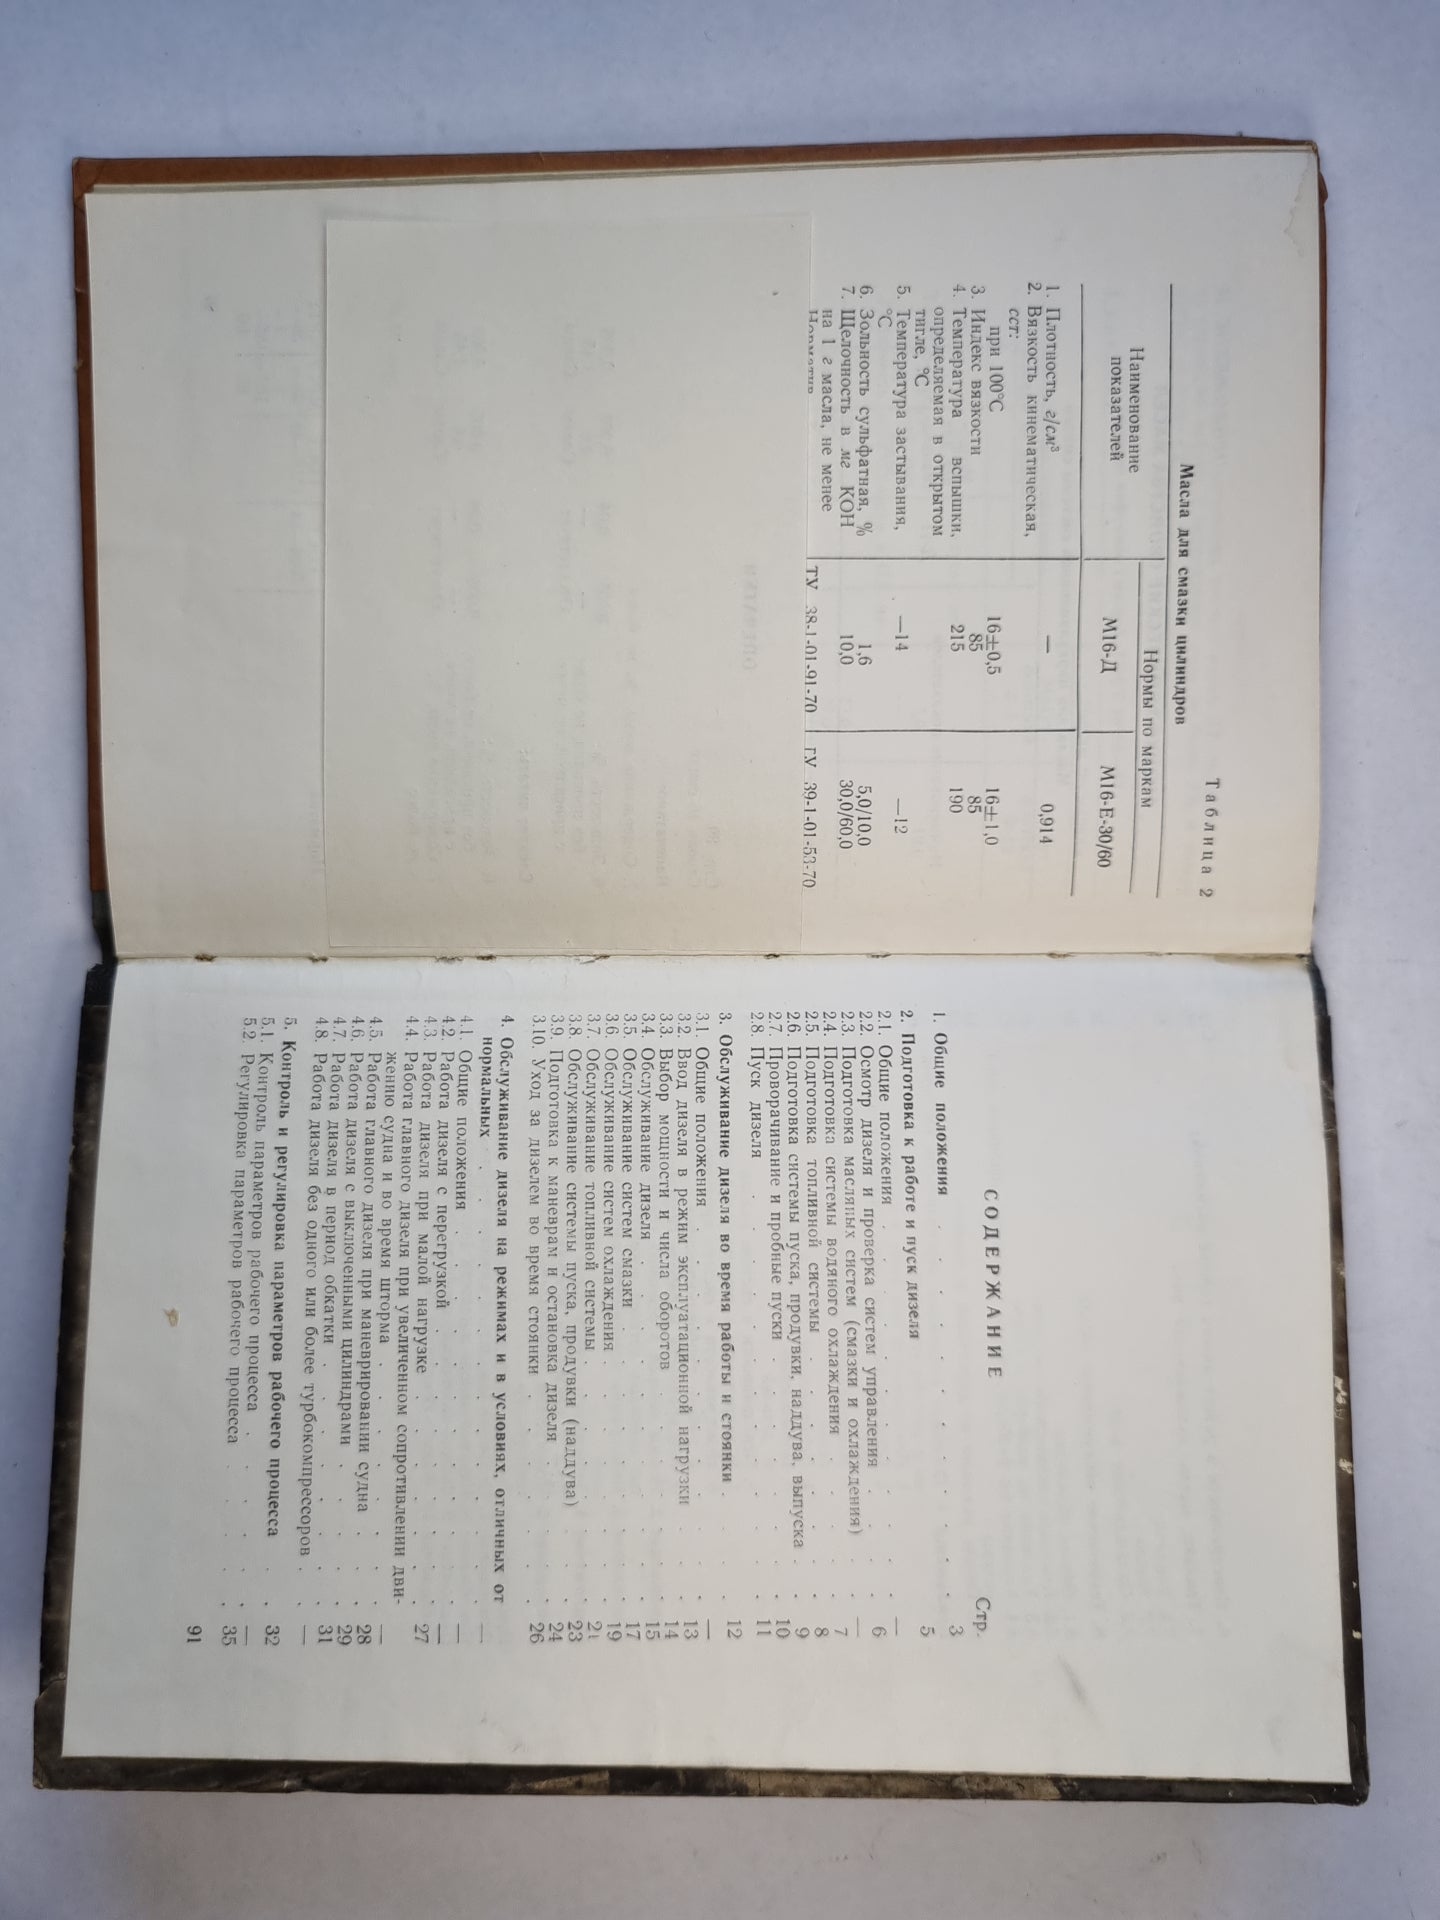 Таблица 2
Масла для смазки цилиндров
Наименование показателей
Нормы по маркам
М16-Д
М16-Е-30/60
1. Плотность, г/см³ — 0,914
2. Вязкость кинематическая,
сст:
при 100°С 16±0,5 16±1,0
3. Индекс вязкости 85 85
4. Температура вспышки, 215 190
определяемая в открытом
тигле, °С
5. Температура застывания, —14 —12
°С
6. Зольность сульфатная, % 1,6 5,0/10,0
7. Щелочность в мг КОН 10,0 30,0/60,0
на 1 г масла, не менее
ТУ 38-1-01-91-70 ТУ 39-1-01-53-70
СОДЕРЖАНИЕ
Стр.
1. Общие положения 3
2. Подготовка к работе и пуск дизеля 5
2.1. Общие положения —
2.2. Осмотр дизеля и проверка систем управления 6
2.3. Подготовка масляных систем (смазки и охлаждения) —
2.4. Подготовка системы водяного охлаждения 7
2.5. Подготовка топливной системы 8
2.6. Подготовка системы пуска, продувки, наддува, выпуска 9
2.7. Проворачивание и пробные пуски 10
2.8. Пуск дизеля 11
3. Обслуживание дизеля во время работы и стоянки 12
3.1. Общие положения —
3.2. Ввод дизеля в режим эксплуатационной нагрузки 13
3.3. Выбор мощности и числа оборотов 14
3.4. Обслуживание дизеля 15
3.5. Обслуживание систем смазки 17
3.6. Обслуживание систем охлаждения 19
3.7. Обслуживание топливной системы 21
3.8. Обслуживание системы пуска, продувки (наддува) 23
3.9. Подготовка к маневрам и остановка дизеля 24
3.10. Уход за дизелем во время стоянки 26
4. Обслуживание дизеля на режимах и в условиях, отличных от
нормальных —
4.1. Общие положения —
4.2. Работа дизеля с перегрузкой —
4.3. Работа дизеля при малой нагрузке 27
4.4. Работа главного дизеля при увеличенном сопротивлении дви-
жению судна и во время шторма —
4.5. Работа главного дизеля при маневрировании судна 28
4.6. Работа дизеля с выключенными цилиндрами 29
4.7. Работа дизеля в период обкатки 31
4.8. Работа дизеля без одного или более турбокомпрессоров —
5. Контроль и регулировка параметров рабочего процесса 32
5.1. Контроль параметров рабочего процесса —
5.2. Регулировка параметров рабочего процесса 35
91